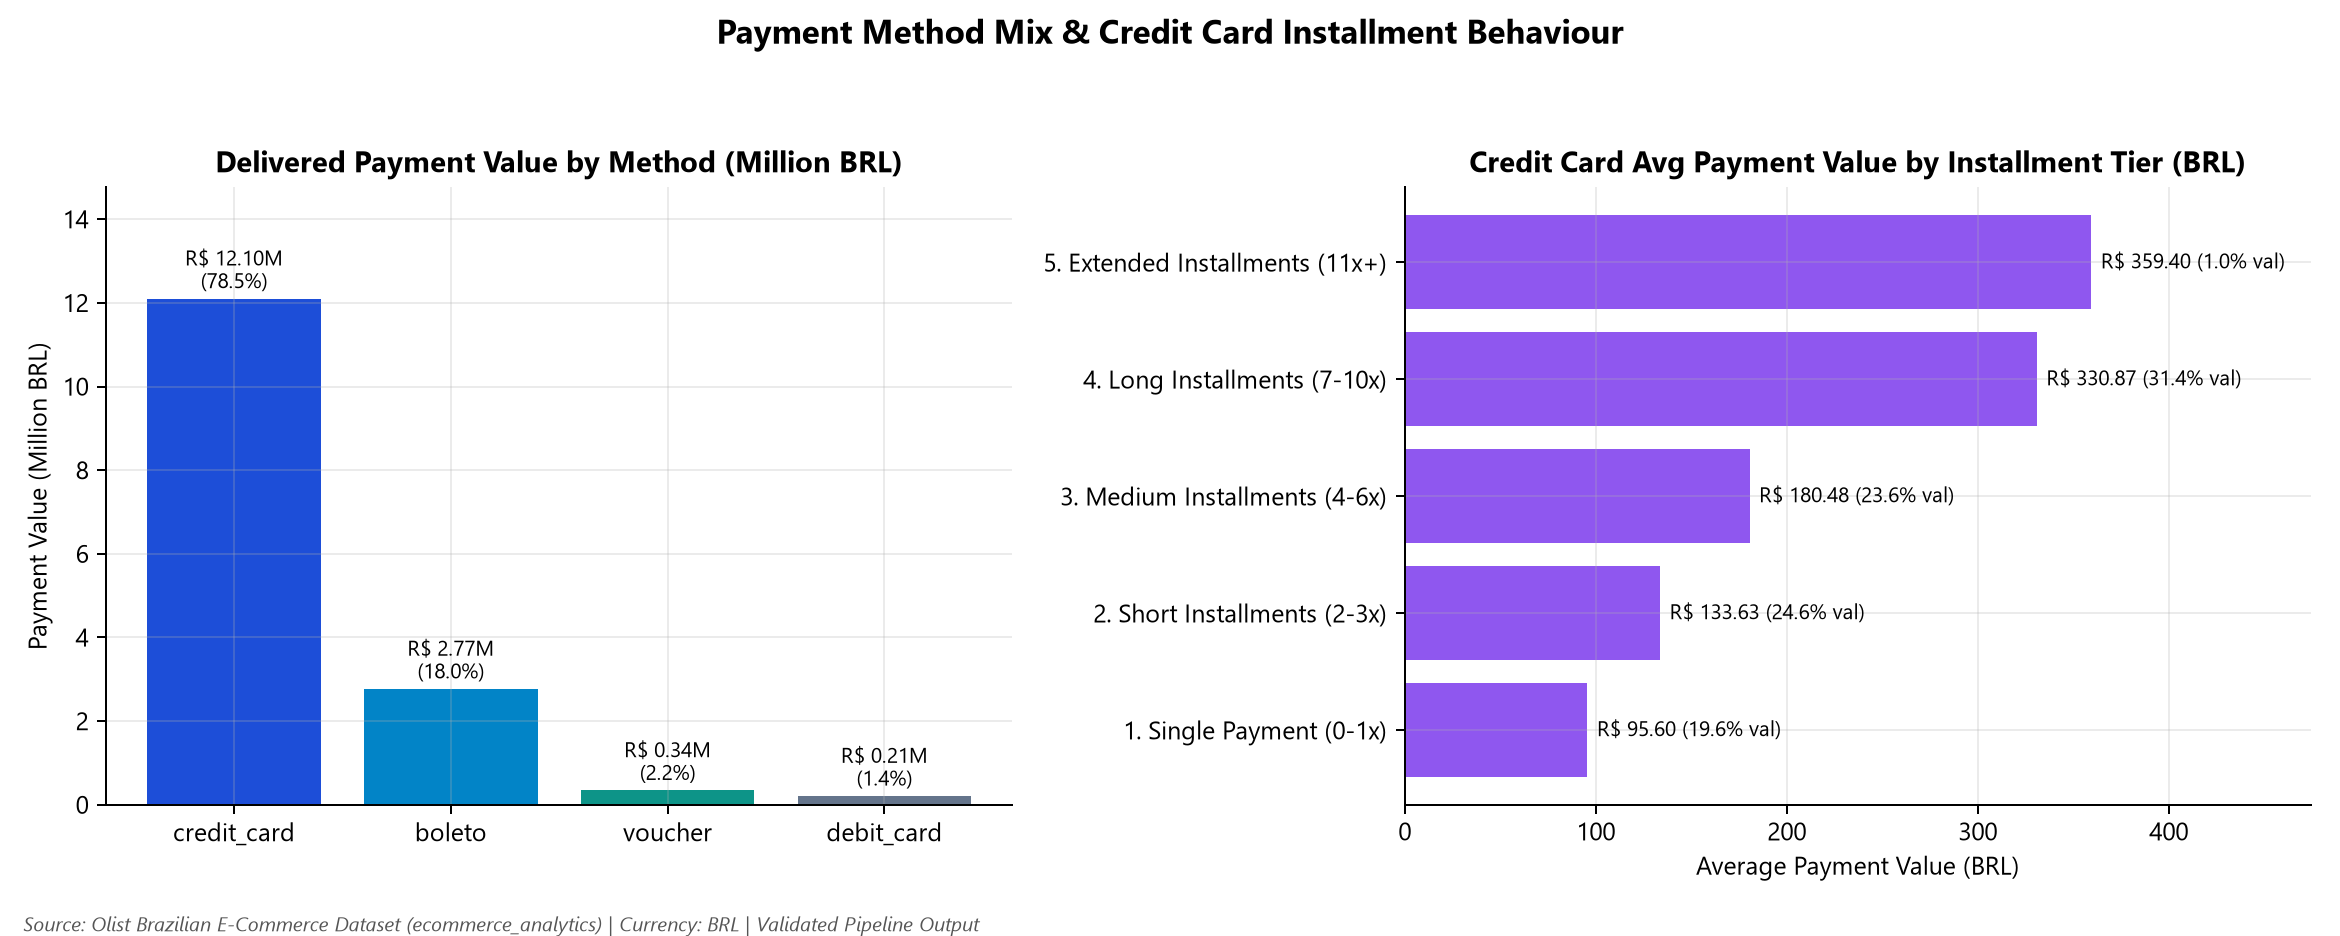 Payment Method Mix & Credit Card Installment Behaviour
Delivered Payment Value by Method (Million BRL)
Payment Value (Million BRL)
14
12
10
8
6
4
2
0
R$ 12.10M
(78.5%)
R$ 2.77M
(18.0%)
R$ 0.34M
(2.2%)
R$ 0.21M
(1.4%)
credit_card
boleto
voucher
debit_card
Credit Card Avg Payment Value by Installment Tier (BRL)
5. Extended Installments (11x+)
R$ 359.40 (1.0% val)
4. Long Installments (7-10x)
R$ 330.87 (31.4% val)
3. Medium Installments (4-6x)
R$ 180.48 (23.6% val)
2. Short Installments (2-3x)
R$ 133.63 (24.6% val)
1. Single Payment (0-1x)
R$ 95.60 (19.6% val)
0
100
200
300
400
Average Payment Value (BRL)
Source: Olist Brazilian E-Commerce Dataset (ecommerce_analytics) | Currency: BRL | Validated Pipeline Output